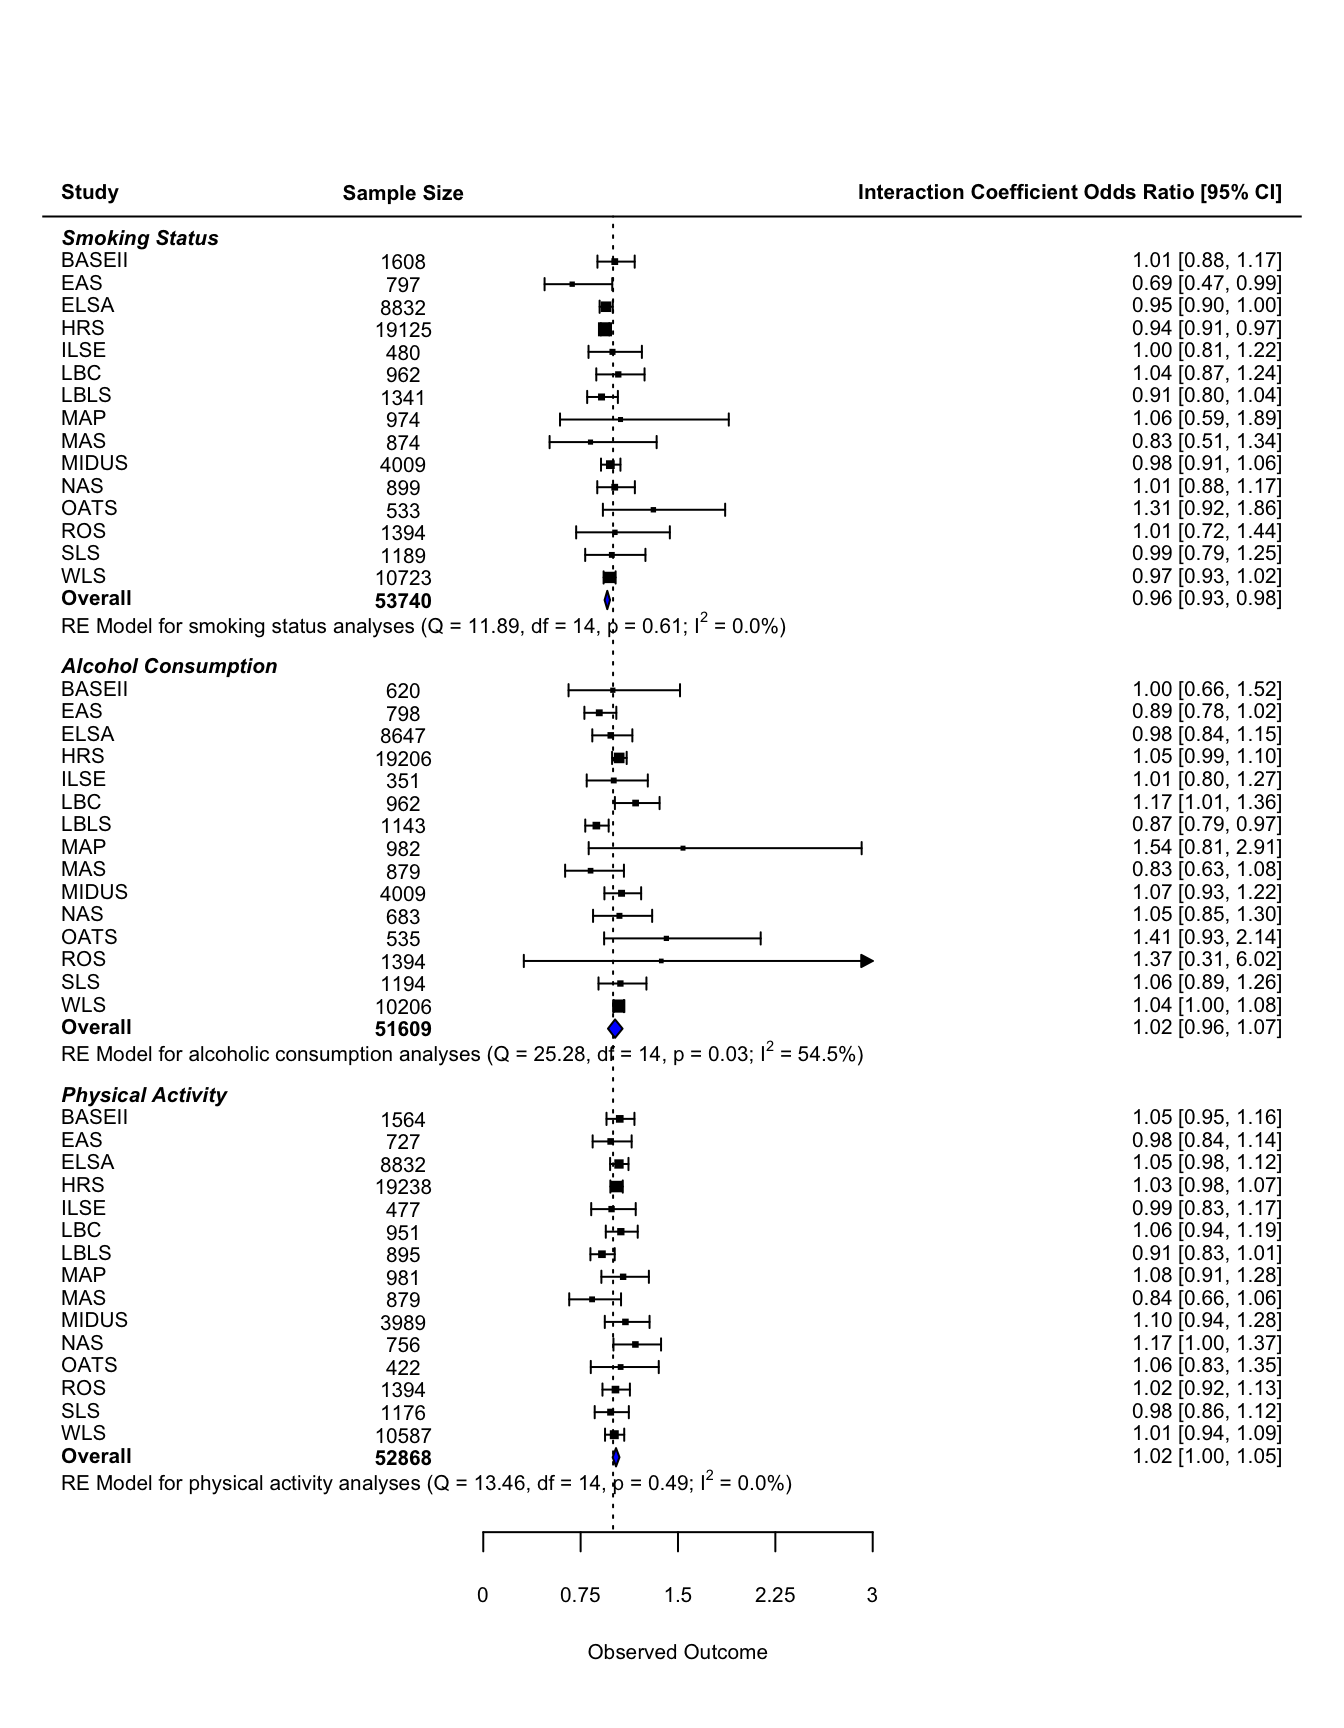 Study Sample Size Interaction Coefficient Odds Ratio [95% CI]
Smoking Status
BASEII 1608 1.01 [0.88, 1.17]
EAS 797 0.69 [0.47, 0.99]
ELSA 8832 0.95 [0.90, 1.00]
HRS 19125 0.94 [0.91, 0.97]
ILSE 480 1.00 [0.81, 1.22]
LBC 962 1.04 [0.87, 1.24]
LBLS 1341 0.91 [0.80, 1.04]
MAP 974 1.06 [0.59, 1.89]
MAS 874 0.83 [0.51, 1.34]
MIDUS 4009 0.98 [0.91, 1.06]
NAS 899 1.01 [0.88, 1.17]
OATS 533 1.31 [0.92, 1.86]
ROS 1394 1.01 [0.72, 1.44]
SLS 1189 0.99 [0.79, 1.25]
WLS 10723 0.97 [0.93, 1.02]
Overall 53740 0.96 [0.93, 0.98]
RE Model for smoking status analyses (Q = 11.89, df = 14, p = 0.61; I² = 0.0%)
Alcohol Consumption
BASEII 620 1.00 [0.66, 1.52]
EAS 798 0.89 [0.78, 1.02]
ELSA 8647 0.98 [0.84, 1.15]
HRS 19206 1.05 [0.99, 1.10]
ILSE 351 1.01 [0.80, 1.27]
LBC 962 1.17 [1.01, 1.36]
LBLS 1143 0.87 [0.79, 0.97]
MAP 982 1.54 [0.81, 2.91]
MAS 879 0.83 [0.63, 1.08]
MIDUS 4009 1.07 [0.93, 1.22]
NAS 683 1.05 [0.85, 1.30]
OATS 535 1.41 [0.93, 2.14]
ROS 1394 1.37 [0.31, 6.02]
SLS 1194 1.06 [0.89, 1.26]
WLS 10206 1.04 [1.00, 1.08]
Overall 51609 1.02 [0.96, 1.07]
RE Model for alcoholic consumption analyses (Q = 25.28, df = 14, p = 0.03; I² = 54.5%)
Physical Activity
BASEII 1564 1.05 [0.95, 1.16]
EAS 727 0.98 [0.84, 1.14]
ELSA 8832 1.05 [0.98, 1.12]
HRS 19238 1.03 [0.98, 1.07]
ILSE 477 0.99 [0.83, 1.17]
LBC 951 1.06 [0.94, 1.19]
LBLS 895 0.91 [0.83, 1.01]
MAP 981 1.08 [0.91, 1.28]
MAS 879 0.84 [0.66, 1.06]
MIDUS 3989 1.10 [0.94, 1.28]
NAS 756 1.17 [1.00, 1.37]
OATS 422 1.06 [0.83, 1.35]
ROS 1394 1.02 [0.92, 1.13]
SLS 1176 0.98 [0.86, 1.12]
WLS 10587 1.01 [0.94, 1.09]
Overall 52868 1.02 [1.00, 1.05]
RE Model for physical activity analyses (Q = 13.46, df = 14, p = 0.49; I² = 0.0%)
0 0.75 1.5 2.25 3
Observed Outcome